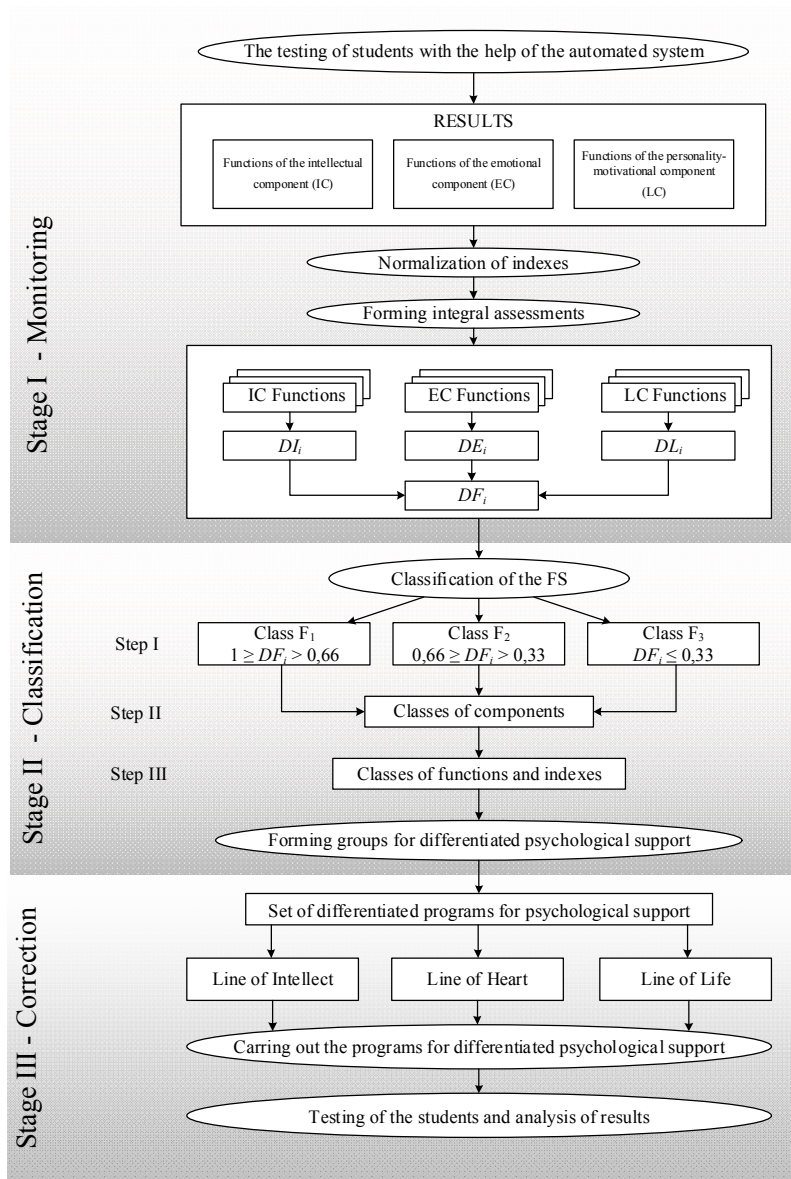 Stage I - Monitoring
The testing of students with the help of the automated system
RESULTS
Functions of the intellectual
component (IC)
Functions of the emotional
component (EC)
Functions of the personality-
motivational component
(LC)
Normalization of indexes
Forming integral assessments
IC Functions
EC Functions
LC Functions
DIᵢ
DEᵢ
DLᵢ
DFᵢ
Stage II - Classification
Classification of the FS
Step I
Class F₁
1 ≥ DFᵢ > 0,66
Class F₂
0,66 ≥ DFᵢ > 0,33
Class F₃
DFᵢ ≤ 0,33
Step II
Classes of components
Step III
Classes of functions and indexes
Forming groups for differentiated psychological support
Stage III - Correction
Set of differentiated programs for psychological support
Line of Intellect
Line of Heart
Line of Life
Carring out the programs for differentiated psychological support
Testing of the students and analysis of results